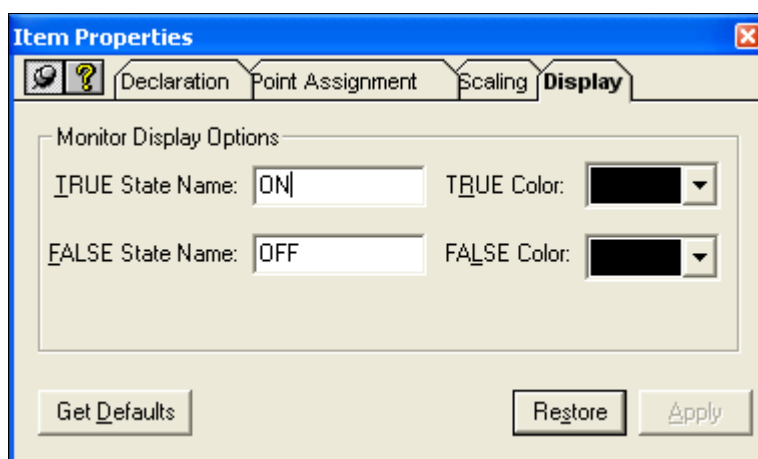 Item Properties
Declaration Point Assignment Scaling Display
Monitor Display Options
TRUE State Name: ON TRUE Color:
FALSE State Name: OFF FALSE Color:
Get Defaults Restore Apply